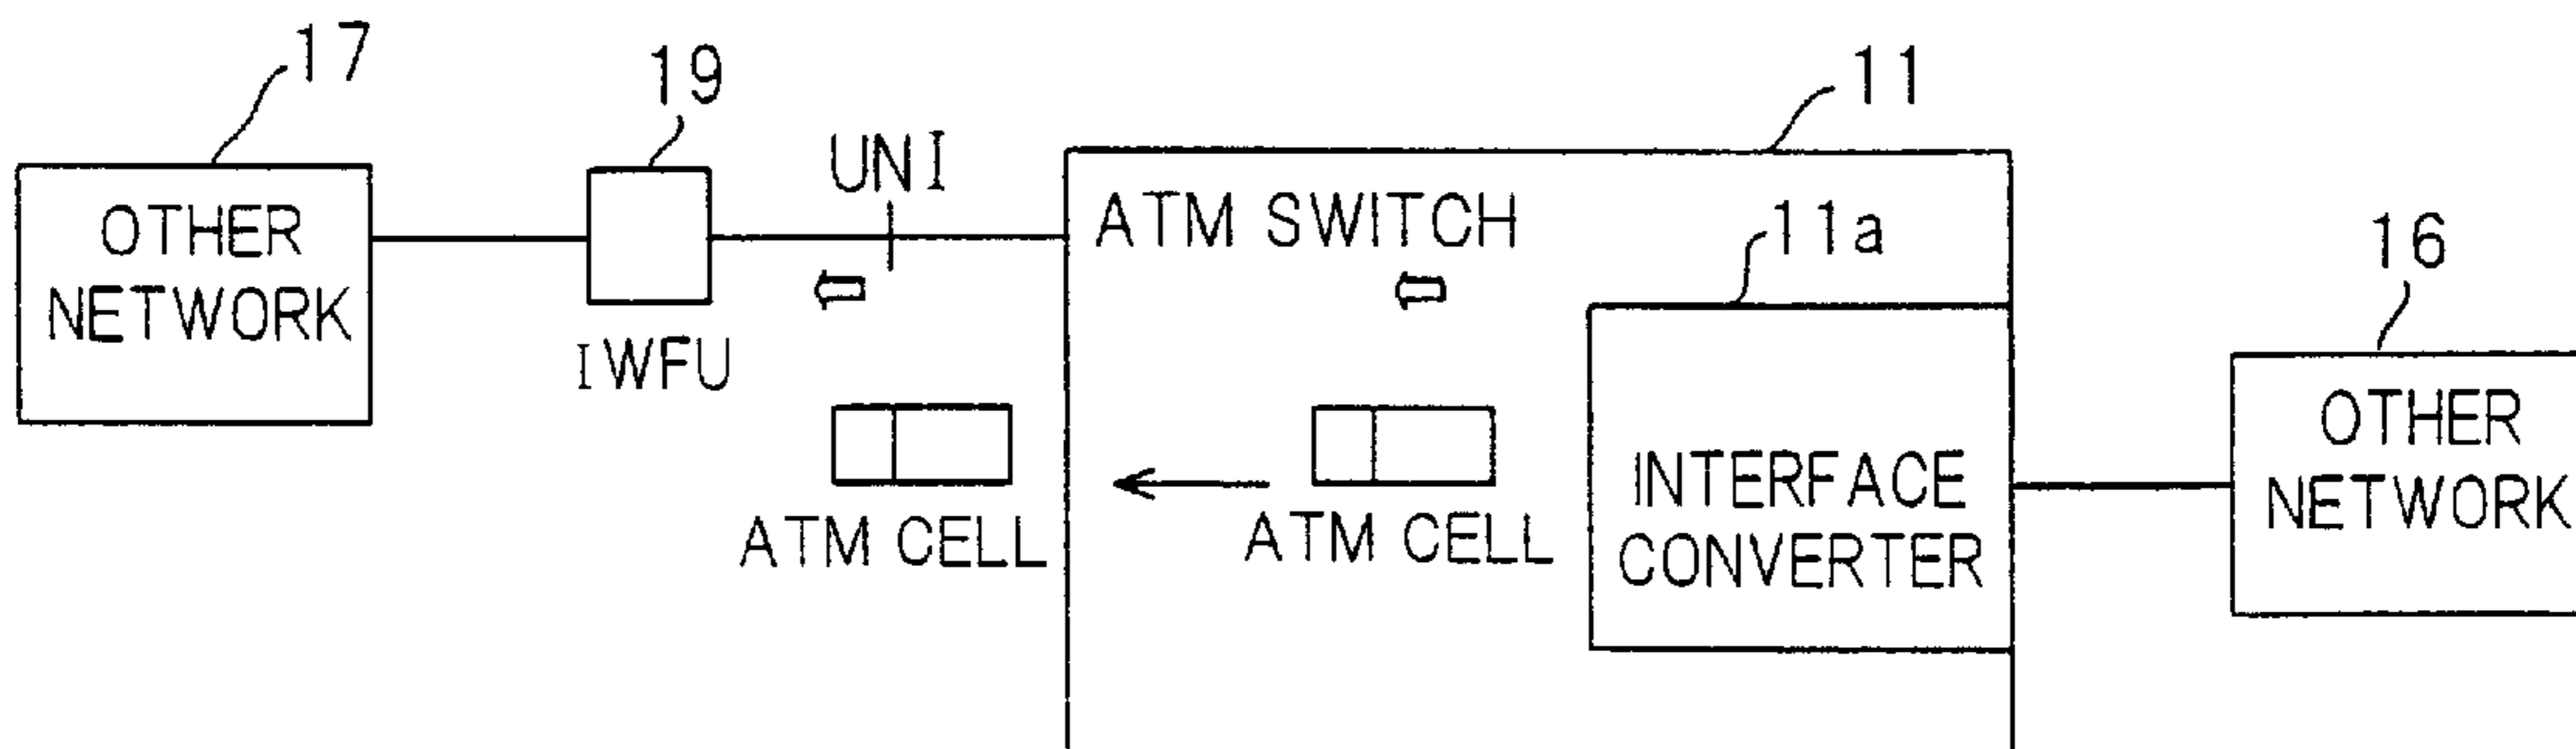 17
19
11
UNI
OTHER
NETWORK
ATM SWITCH
11a
16
IWFU
OTHER
NETWORK
INTERFACE
CONVERTER
ATM CELL
ATM CELL